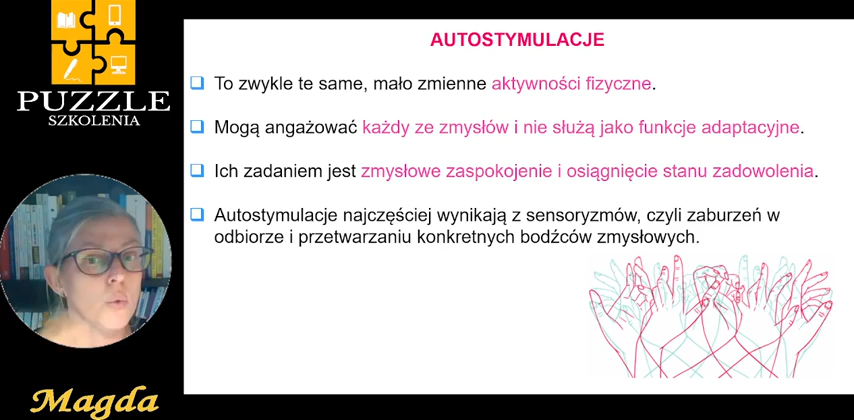 PUZZLE
SZKOLENIA
AUTOSTYMULACJE
To zwykle te same, mało zmienne aktywności fizyczne.
Mogą angażować każdy ze zmysłów i nie służą jako funkcje adaptacyjne.
Ich zadaniem jest zmysłowe zaspokojenie i osiągnięcie stanu zadowolenia.
Autostymulacje najczęściej wynikają z sensoryzmów, czyli zaburzeń w
odbiorze i przetwarzaniu konkretnych bodźców zmysłowych.
Magda